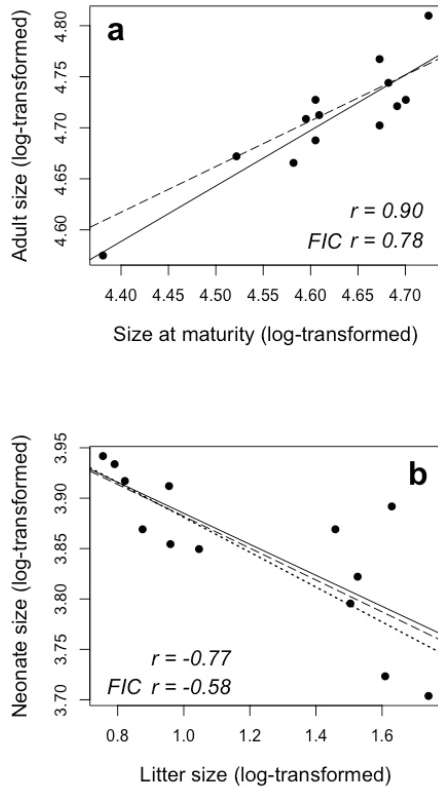 a
Adult size (log-transformed)
4.80
4.75
4.70
4.65
4.60
r = 0.90
FIC r = 0.78
4.40 4.45 4.50 4.55 4.60 4.65 4.70
Size at maturity (log-transformed)
b
Neonate size (log-transformed)
3.95
3.90
3.85
3.80
3.75
3.70
r = -0.77
FIC r = -0.58
0.8 1.0 1.2 1.4 1.6
Litter size (log-transformed)